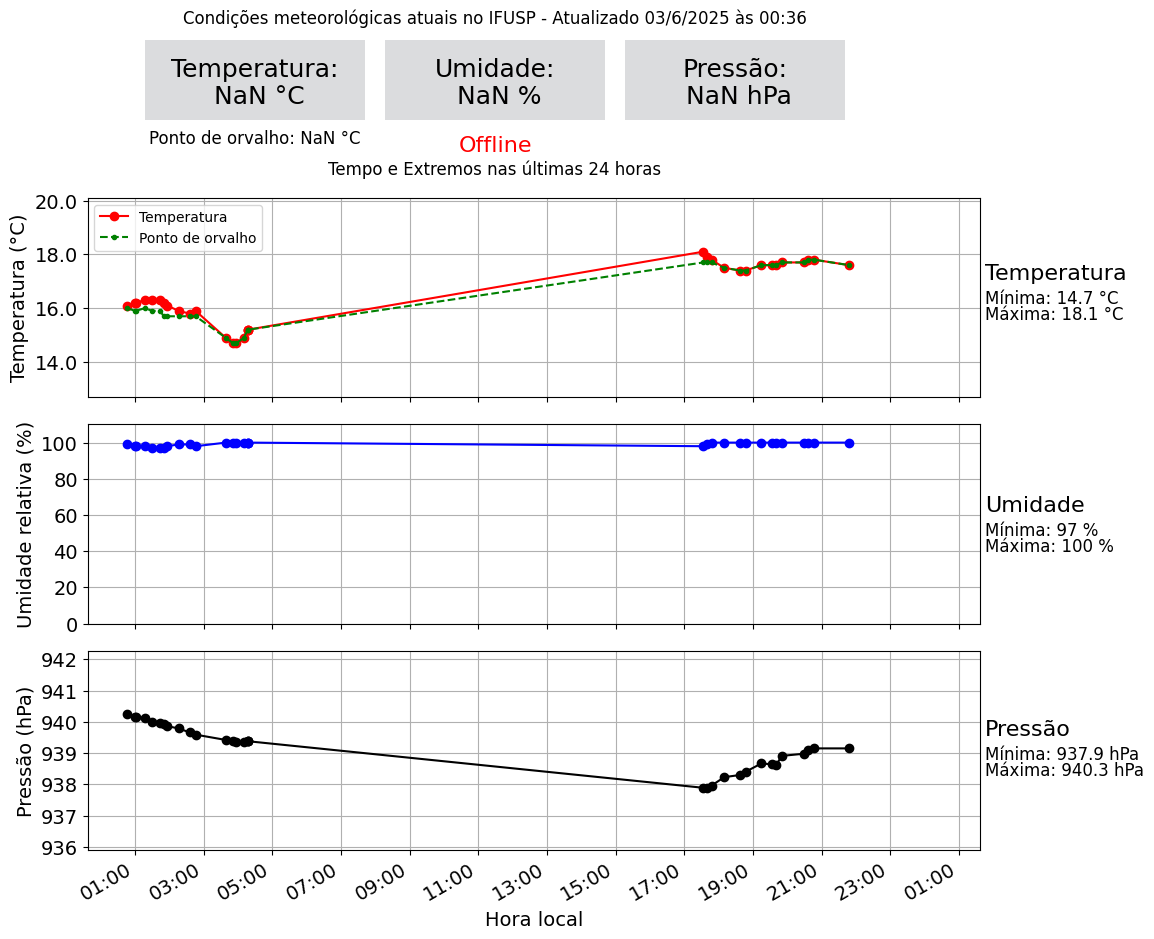 Condições meteorológicas atuais no IFUSP - Atualizado 03/6/2025 às 00:36
Temperatura:
NaN °C
Umidade:
NaN %
Pressão:
NaN hPa
Ponto de orvalho: NaN °C
Offline
Tempo e Extremos nas últimas 24 horas
Temperatura (°C)
20.0
18.0
16.0
14.0
Temperatura
Ponto de orvalho
Temperatura
Mínima: 14.7 °C
Máxima: 18.1 °C
Umidade relativa (%)
100
80
60
40
20
0
Umidade
Mínima: 97 %
Máxima: 100 %
Pressão (hPa)
942
941
940
939
938
937
936
Pressão
Mínima: 937.9 hPa
Máxima: 940.3 hPa
01:00 03:00 05:00 07:00 09:00 11:00 13:00 15:00 17:00 19:00 21:00 23:00 01:00
Hora local